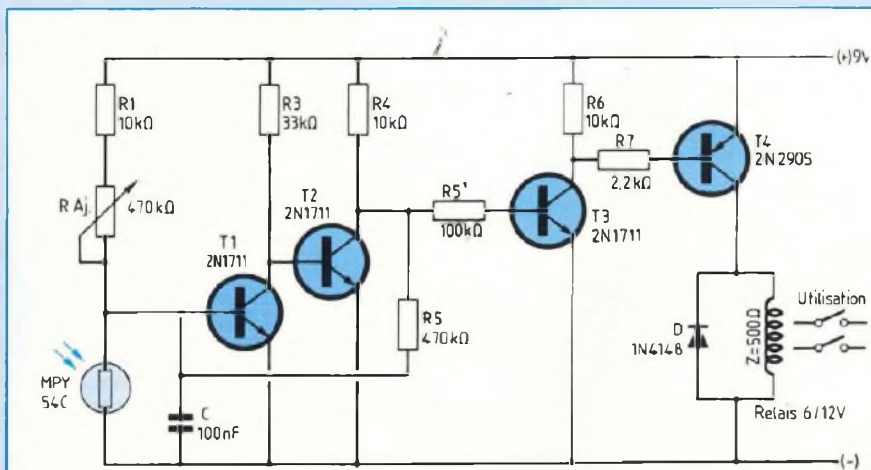 (+)9V
R1
10kΩ
R3
33kΩ
R4
10kΩ
R6
10kΩ
R7
2,2kΩ
T4
2N2905
R Aj.
470kΩ
T2
2N1711
R5'
100kΩ
T3
2N1711
T1
2N1711
R5
470kΩ
MPY
54C
C
100nF
D
1N4148
Z=500Ω
Utilisation
Relais 6/12V
(-)